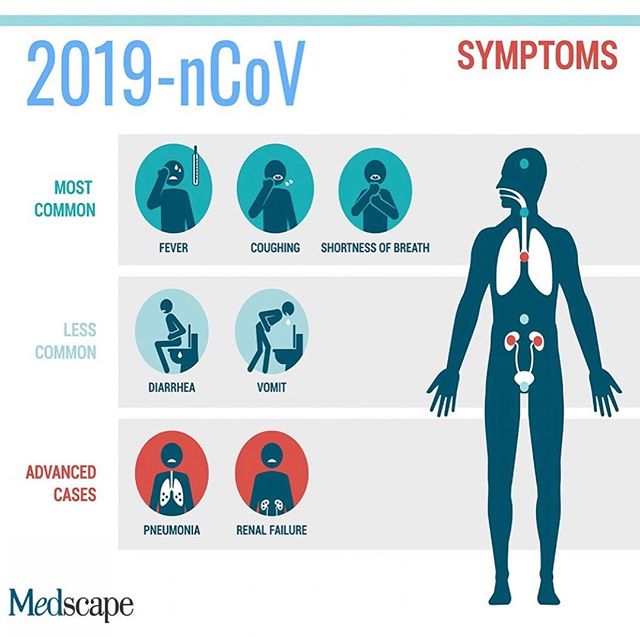 2019-nCoV
SYMPTOMS
MOST
COMMON
FEVER
COUGHING
SHORTNESS OF BREATH
LESS
COMMON
DIARRHEA
VOMIT
ADVANCED
CASES
PNEUMONIA
RENAL FAILURE
Medscape